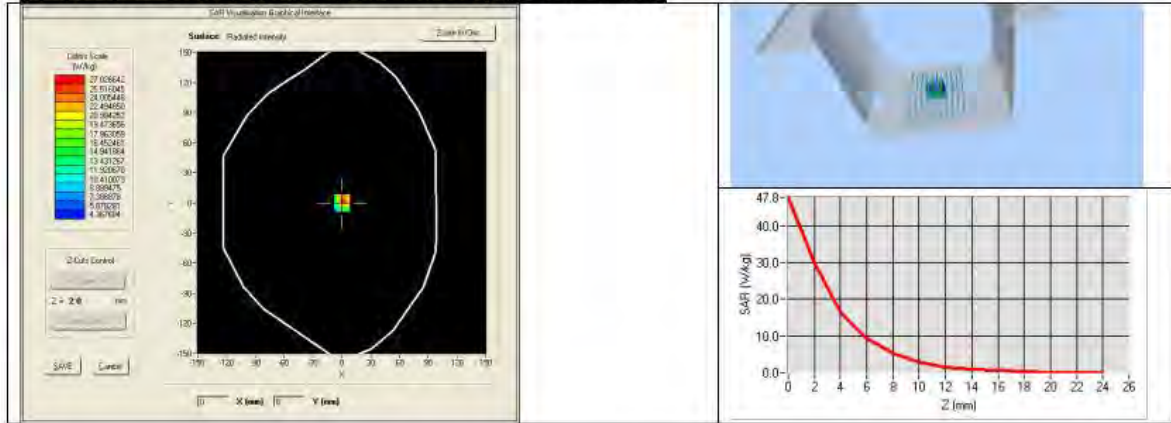 SAR Visualisation Graphical Interface
Surface: Radiated Intensity
Zoom In/Out
Colors Scale
(W/kg)
27.026642
25.516045
24.005448
22.494850
20.984253
19.473656
17.963059
16.452461
14.941864
13.431267
11.920670
10.410073
8.899475
7.388878
5.878281
4.367684
Z-Cuts Control
Z = 2.0 mm
SAVE
Cancel
150-
120-
90-
60-
30-
0-
-30-
-60-
-90-
-120-
-150-
Y
-150 -120 -90 -60 -30 0 30 60 90 120 150
X
0 X (mm) 0 Y (mm)
47.8-
40.0-
30.0-
20.0-
10.0-
0.0-
SAR (W/kg)
0 2 4 6 8 10 12 14 16 18 20 22 24 26
Z (mm)